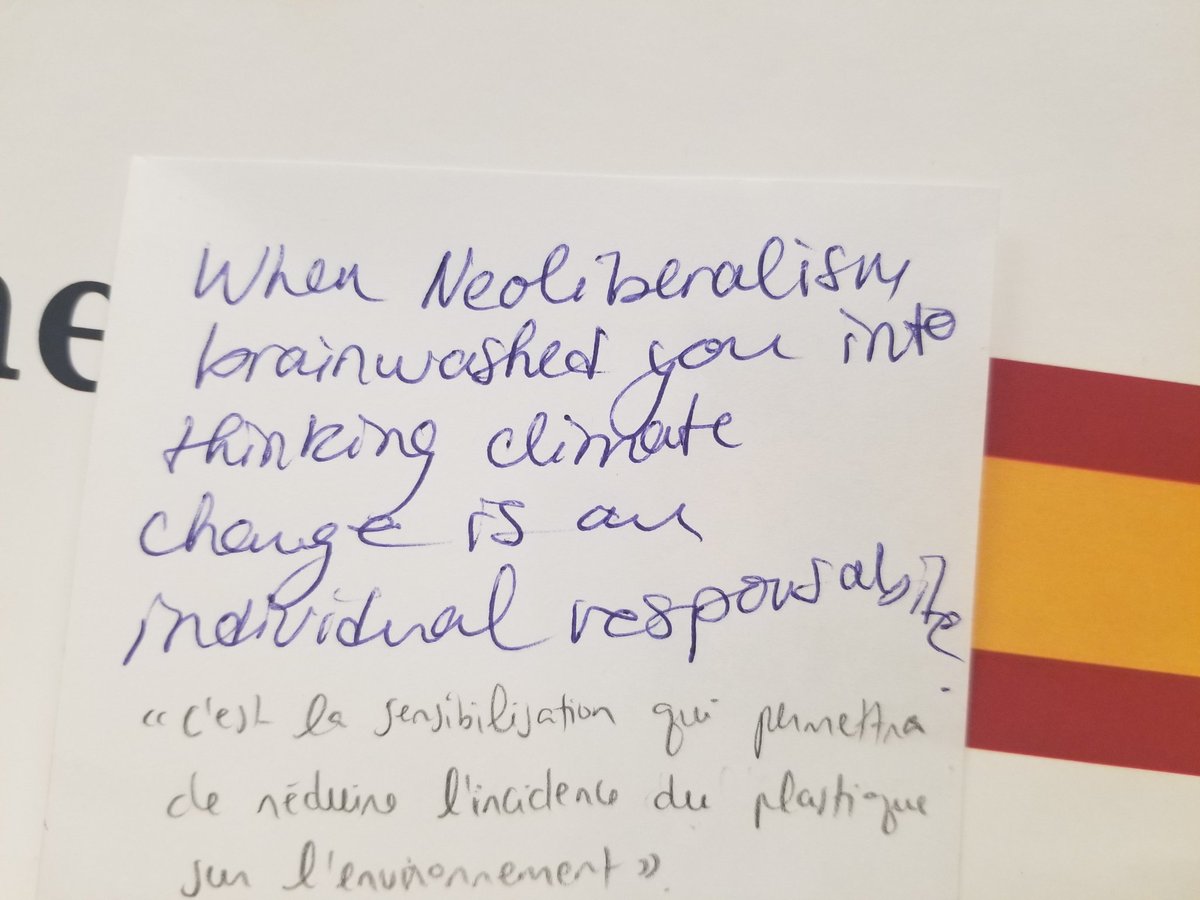 ne
When Neoliberalism
brainwashed you into
thinking climate
change is an
individual responsabilite.
«c'est la sensibilisation qui permettra
de réduire l'incidence du plastique
sur l'environnement».